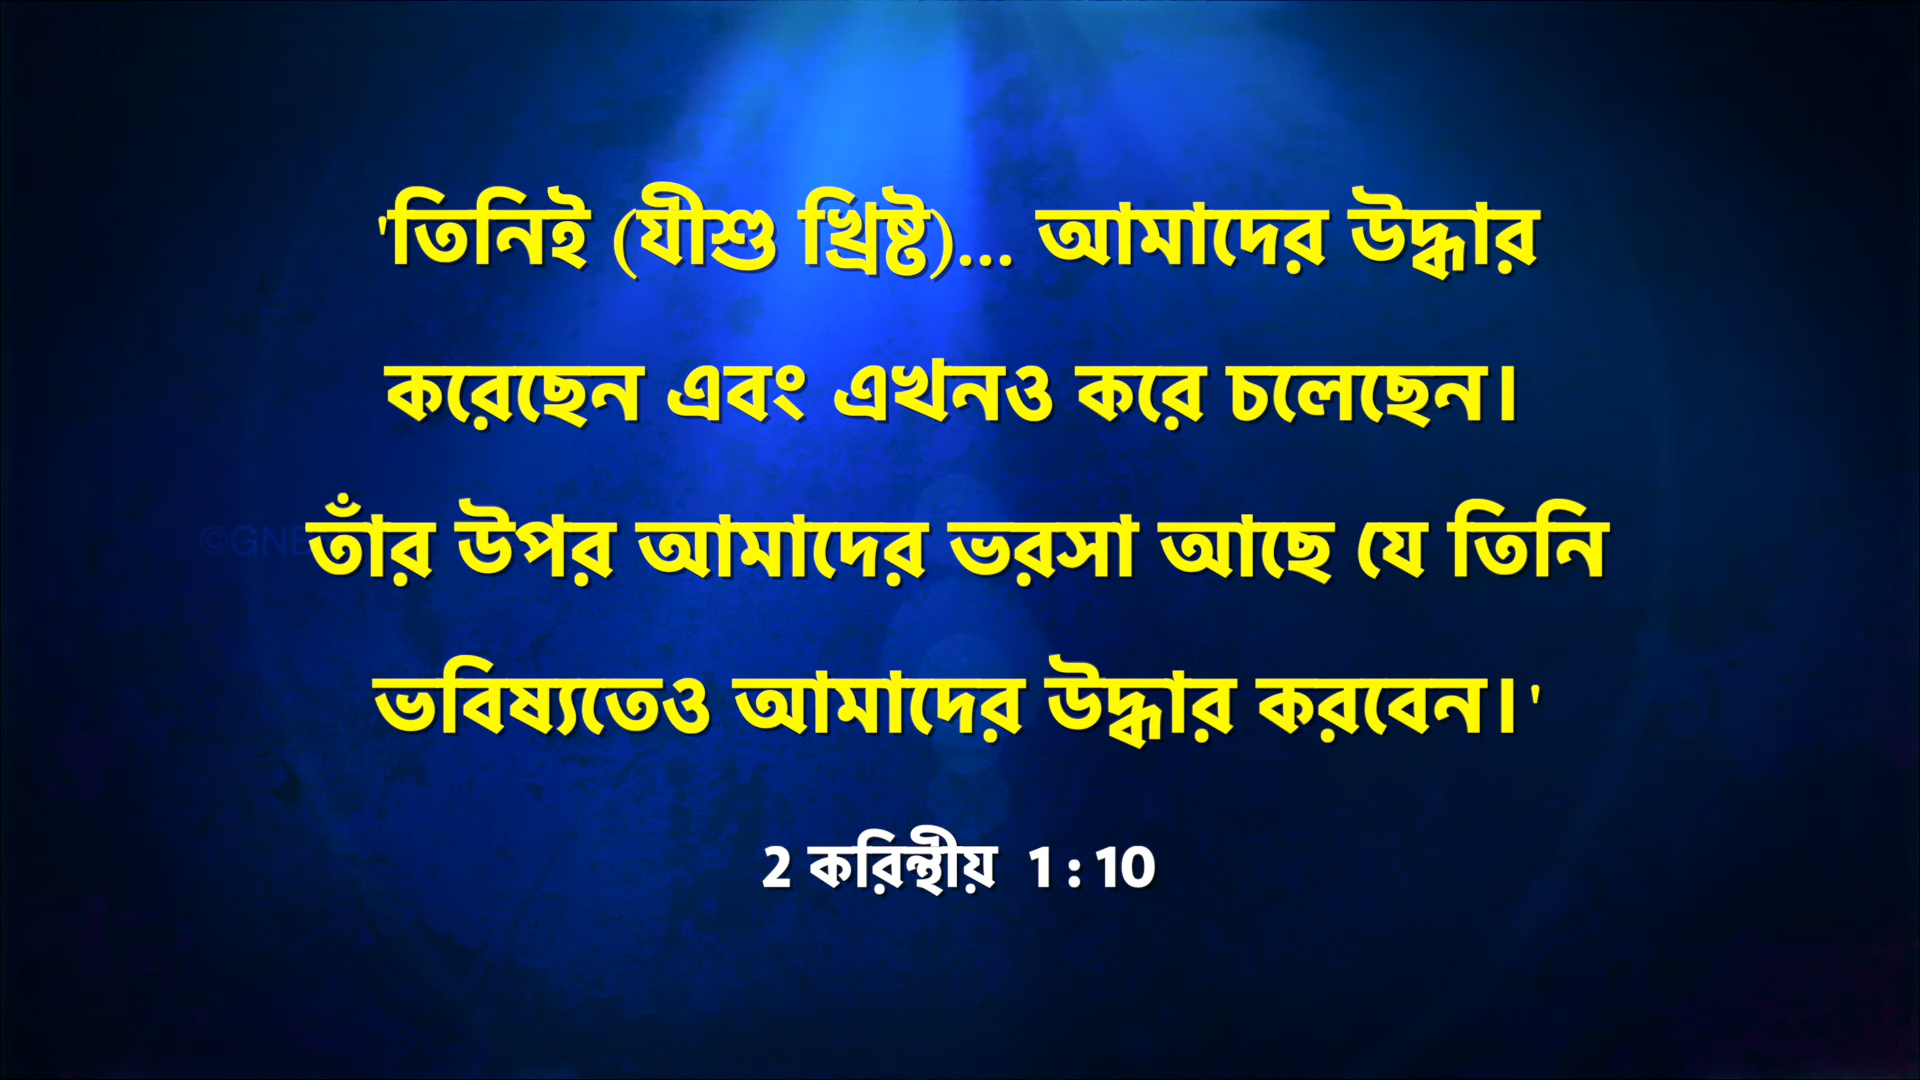 'তিনিই (যীশু খ্রিষ্ট)... আমাদের উদ্ধার
করেছেন এবং এখনও করে চলেছেন।
তাঁর উপর আমাদের ভরসা আছে যে তিনি
ভবিষ্যতেও আমাদের উদ্ধার করবেন।'
2 করিন্থীয় 1 : 10